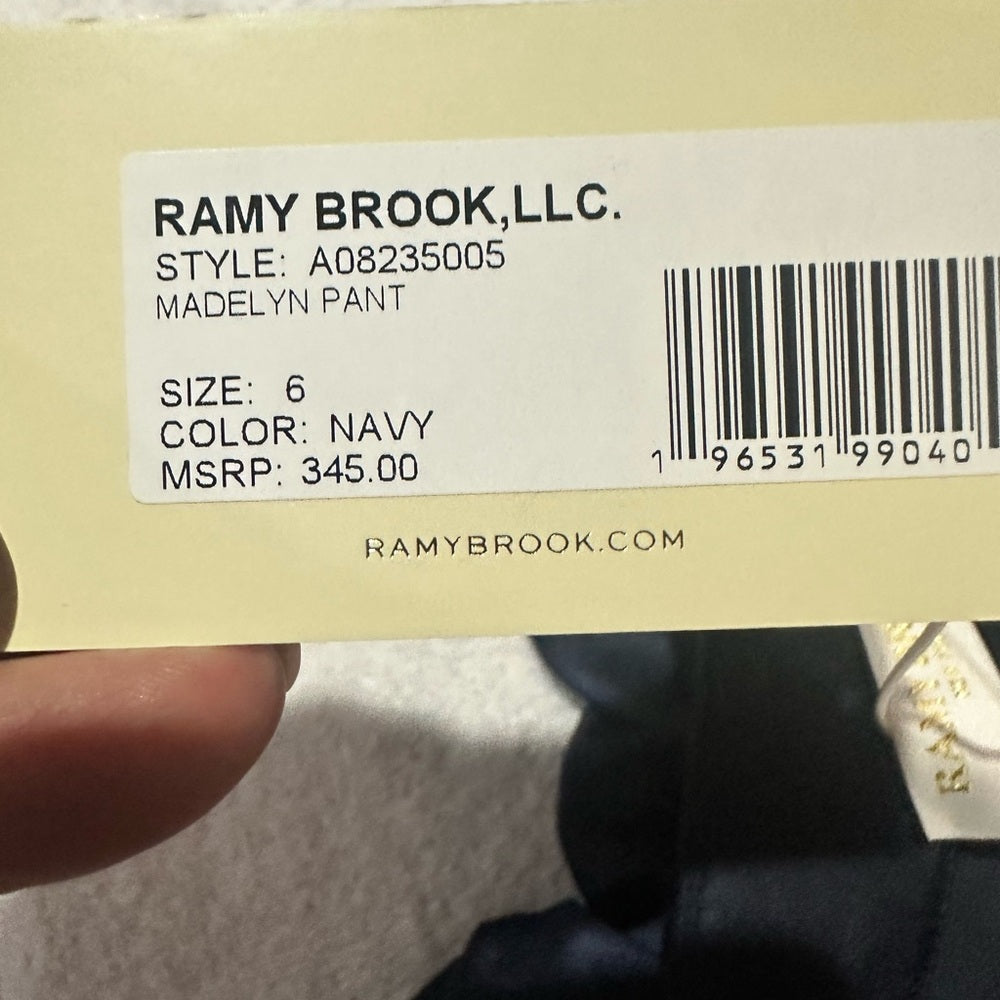 RAMY BROOK,LLC.
STYLE: A08235005
MADELYN PANT
SIZE: 6
COLOR: NAVY
MSRP: 345.00
1 96531 99040
RAMYBROOK.COM
RAMY